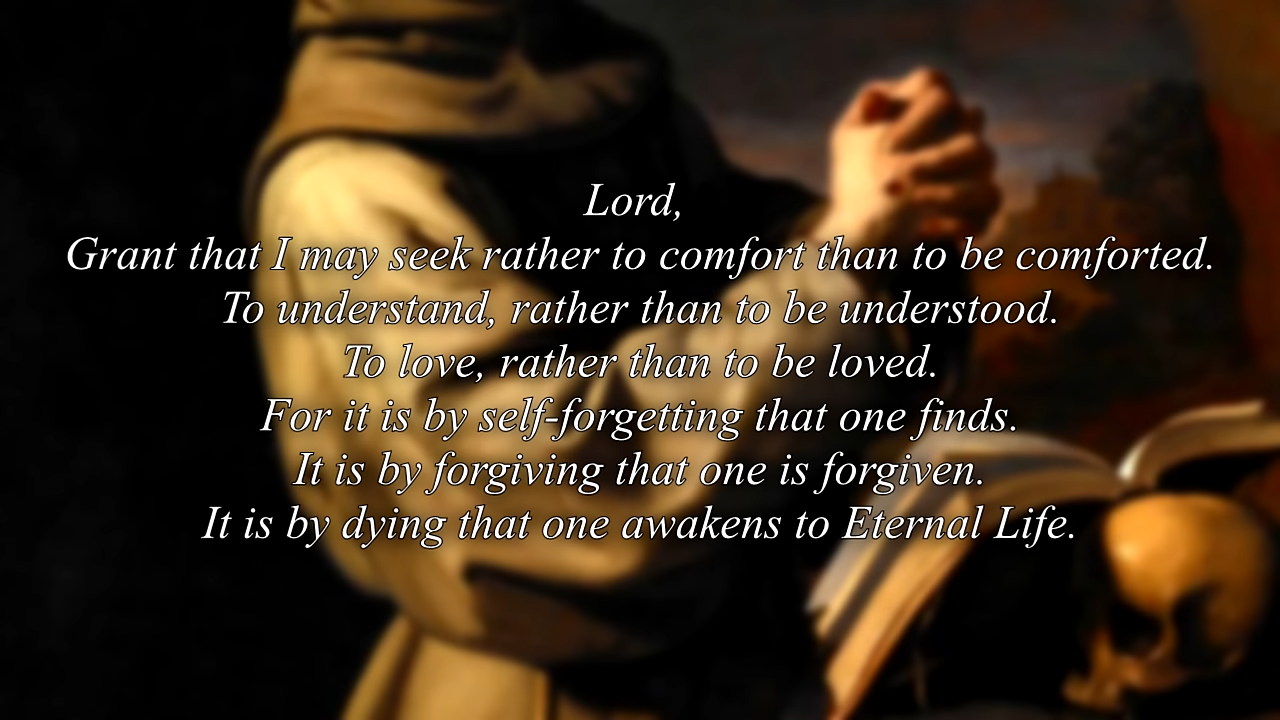 Lord,
Grant that I may seek rather to comfort than to be comforted.
To understand, rather than to be understood.
To love, rather than to be loved.
For it is by self-forgetting that one finds.
It is by forgiving that one is forgiven.
It is by dying that one awakens to Eternal Life.